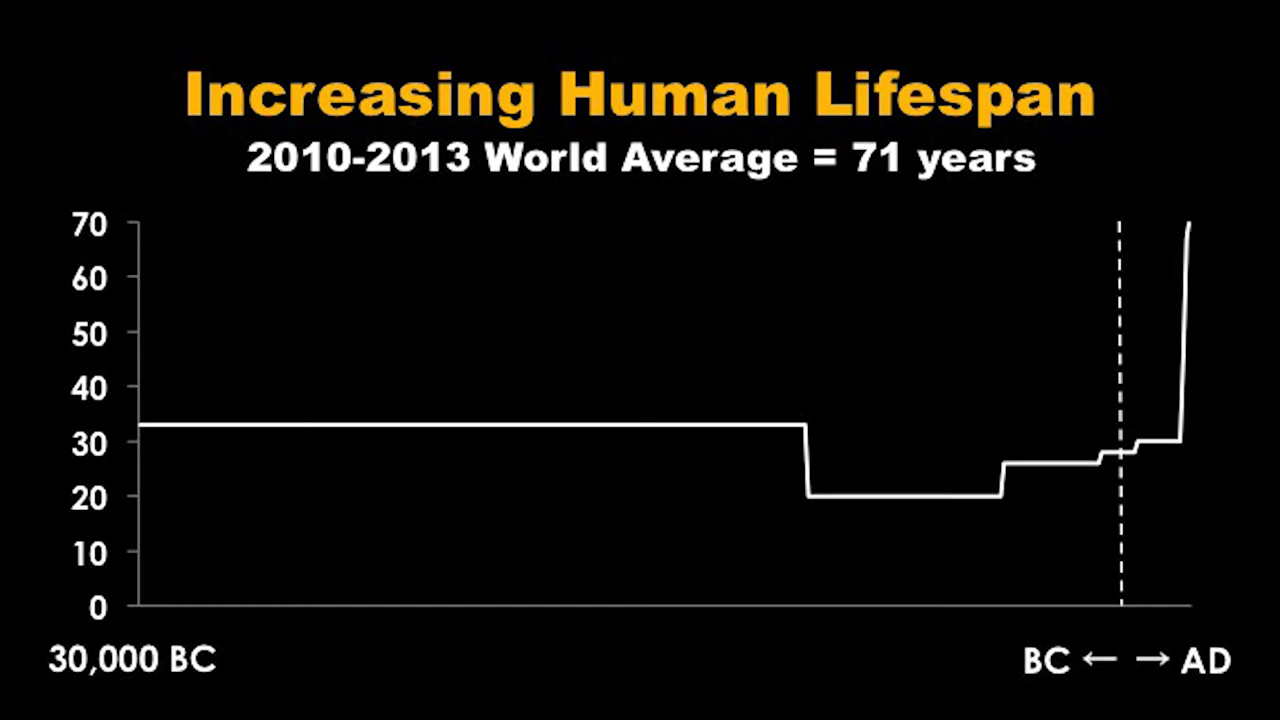 Increasing Human Lifespan
2010-2013 World Average = 71 years
70
60
50
40
30
20
10
0
30,000 BC
BC ← → AD